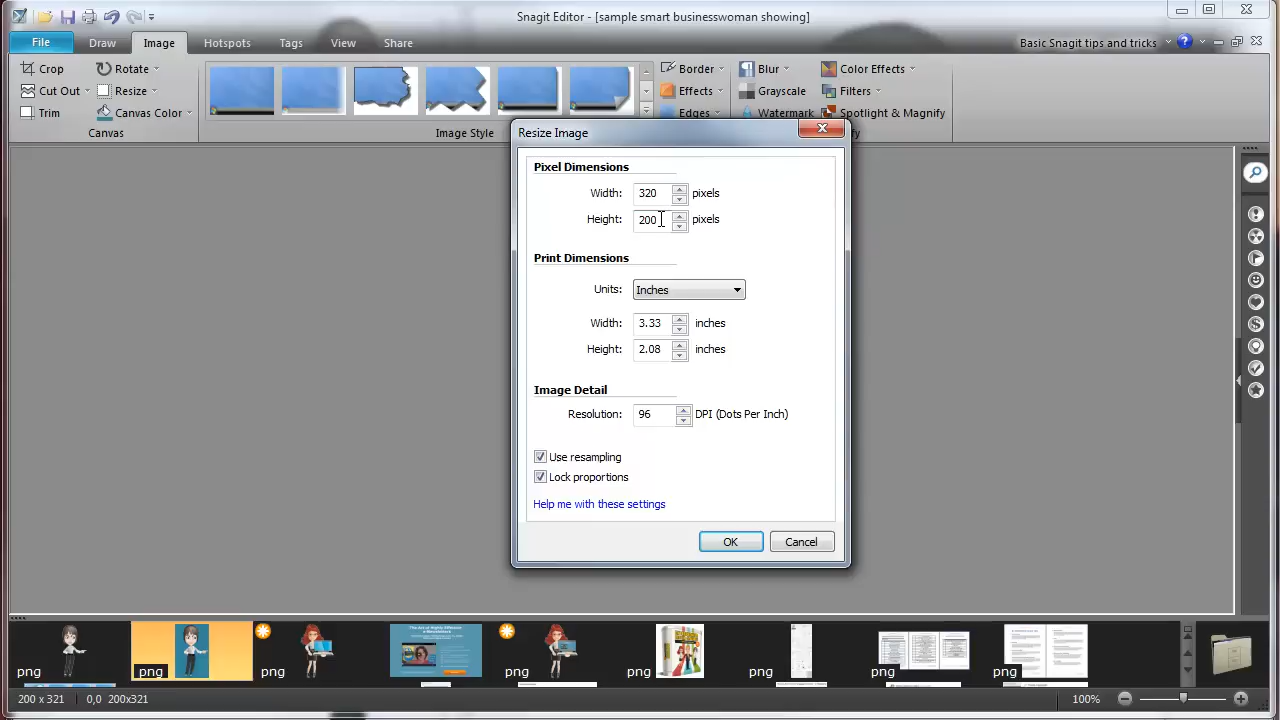 Snagit Editor - [sample smart businesswoman showing]
File Draw Image Hotspots Tags View Share Basic Snagit tips and tricks
Crop Rotate Border Blur Color Effects
Cut Out Resize Effects Grayscale Filters
Trim Canvas Color Edges Watermark Spotlight & Magnify
Canvas Image Style
Resize Image
Pixel Dimensions
Width: 320 pixels
Height: 200 pixels
Print Dimensions
Units: Inches
Width: 3.33 inches
Height: 2.08 inches
Image Detail
Resolution: 96 DPI (Dots Per Inch)
Use resampling
Lock proportions
Help me with these settings
OK Cancel
png png png png png png png png
200 x 321 0,0 200x321 100%